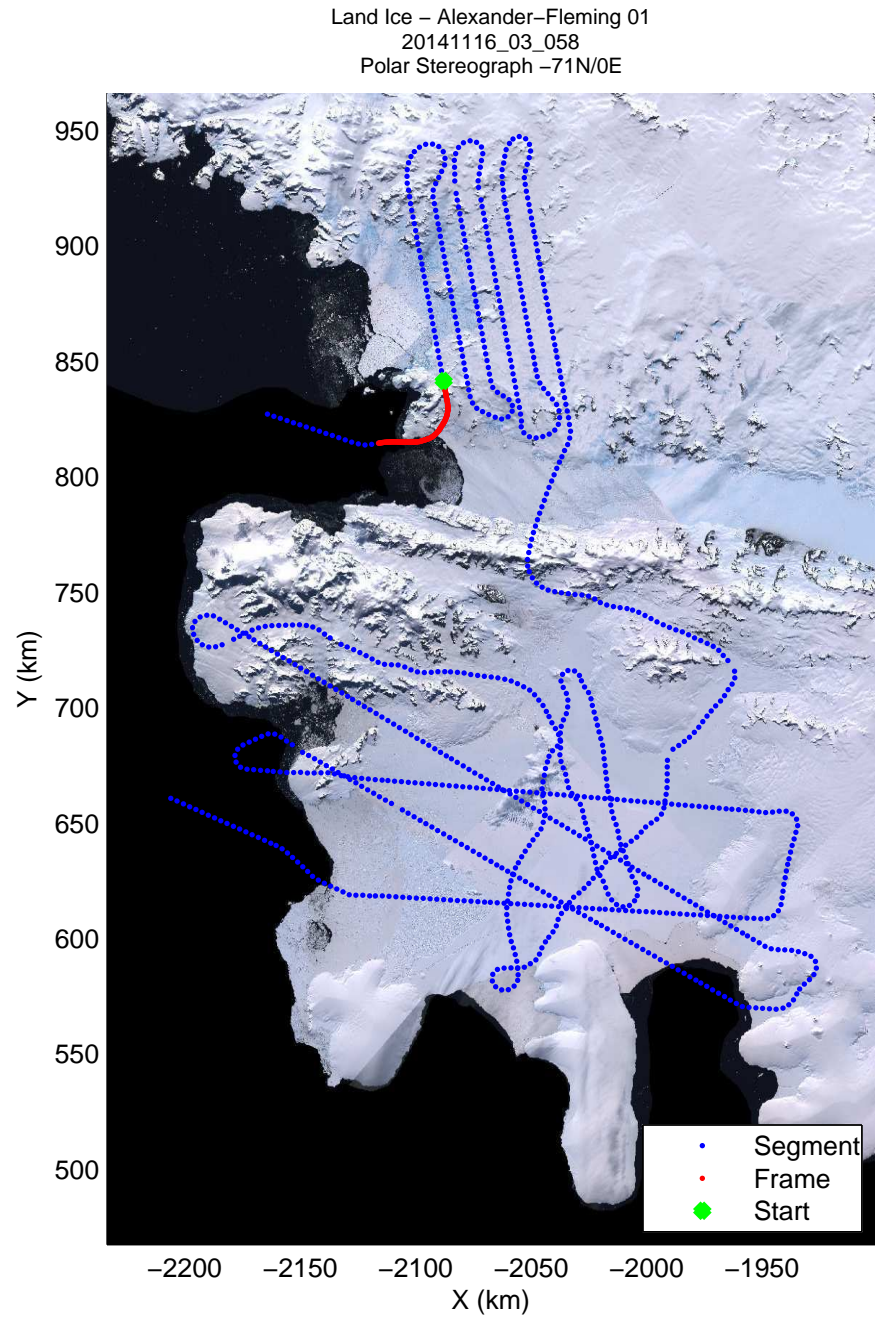 Land Ice − Alexander−Fleming 01
20141116_03_058
Polar Stereograph −71N/0E
950
900
850
800
750
700
650
600
550
500
Y (km)
Segment
Frame
Start
−2200 −2150 −2100 −2050 −2000 −1950
X (km)